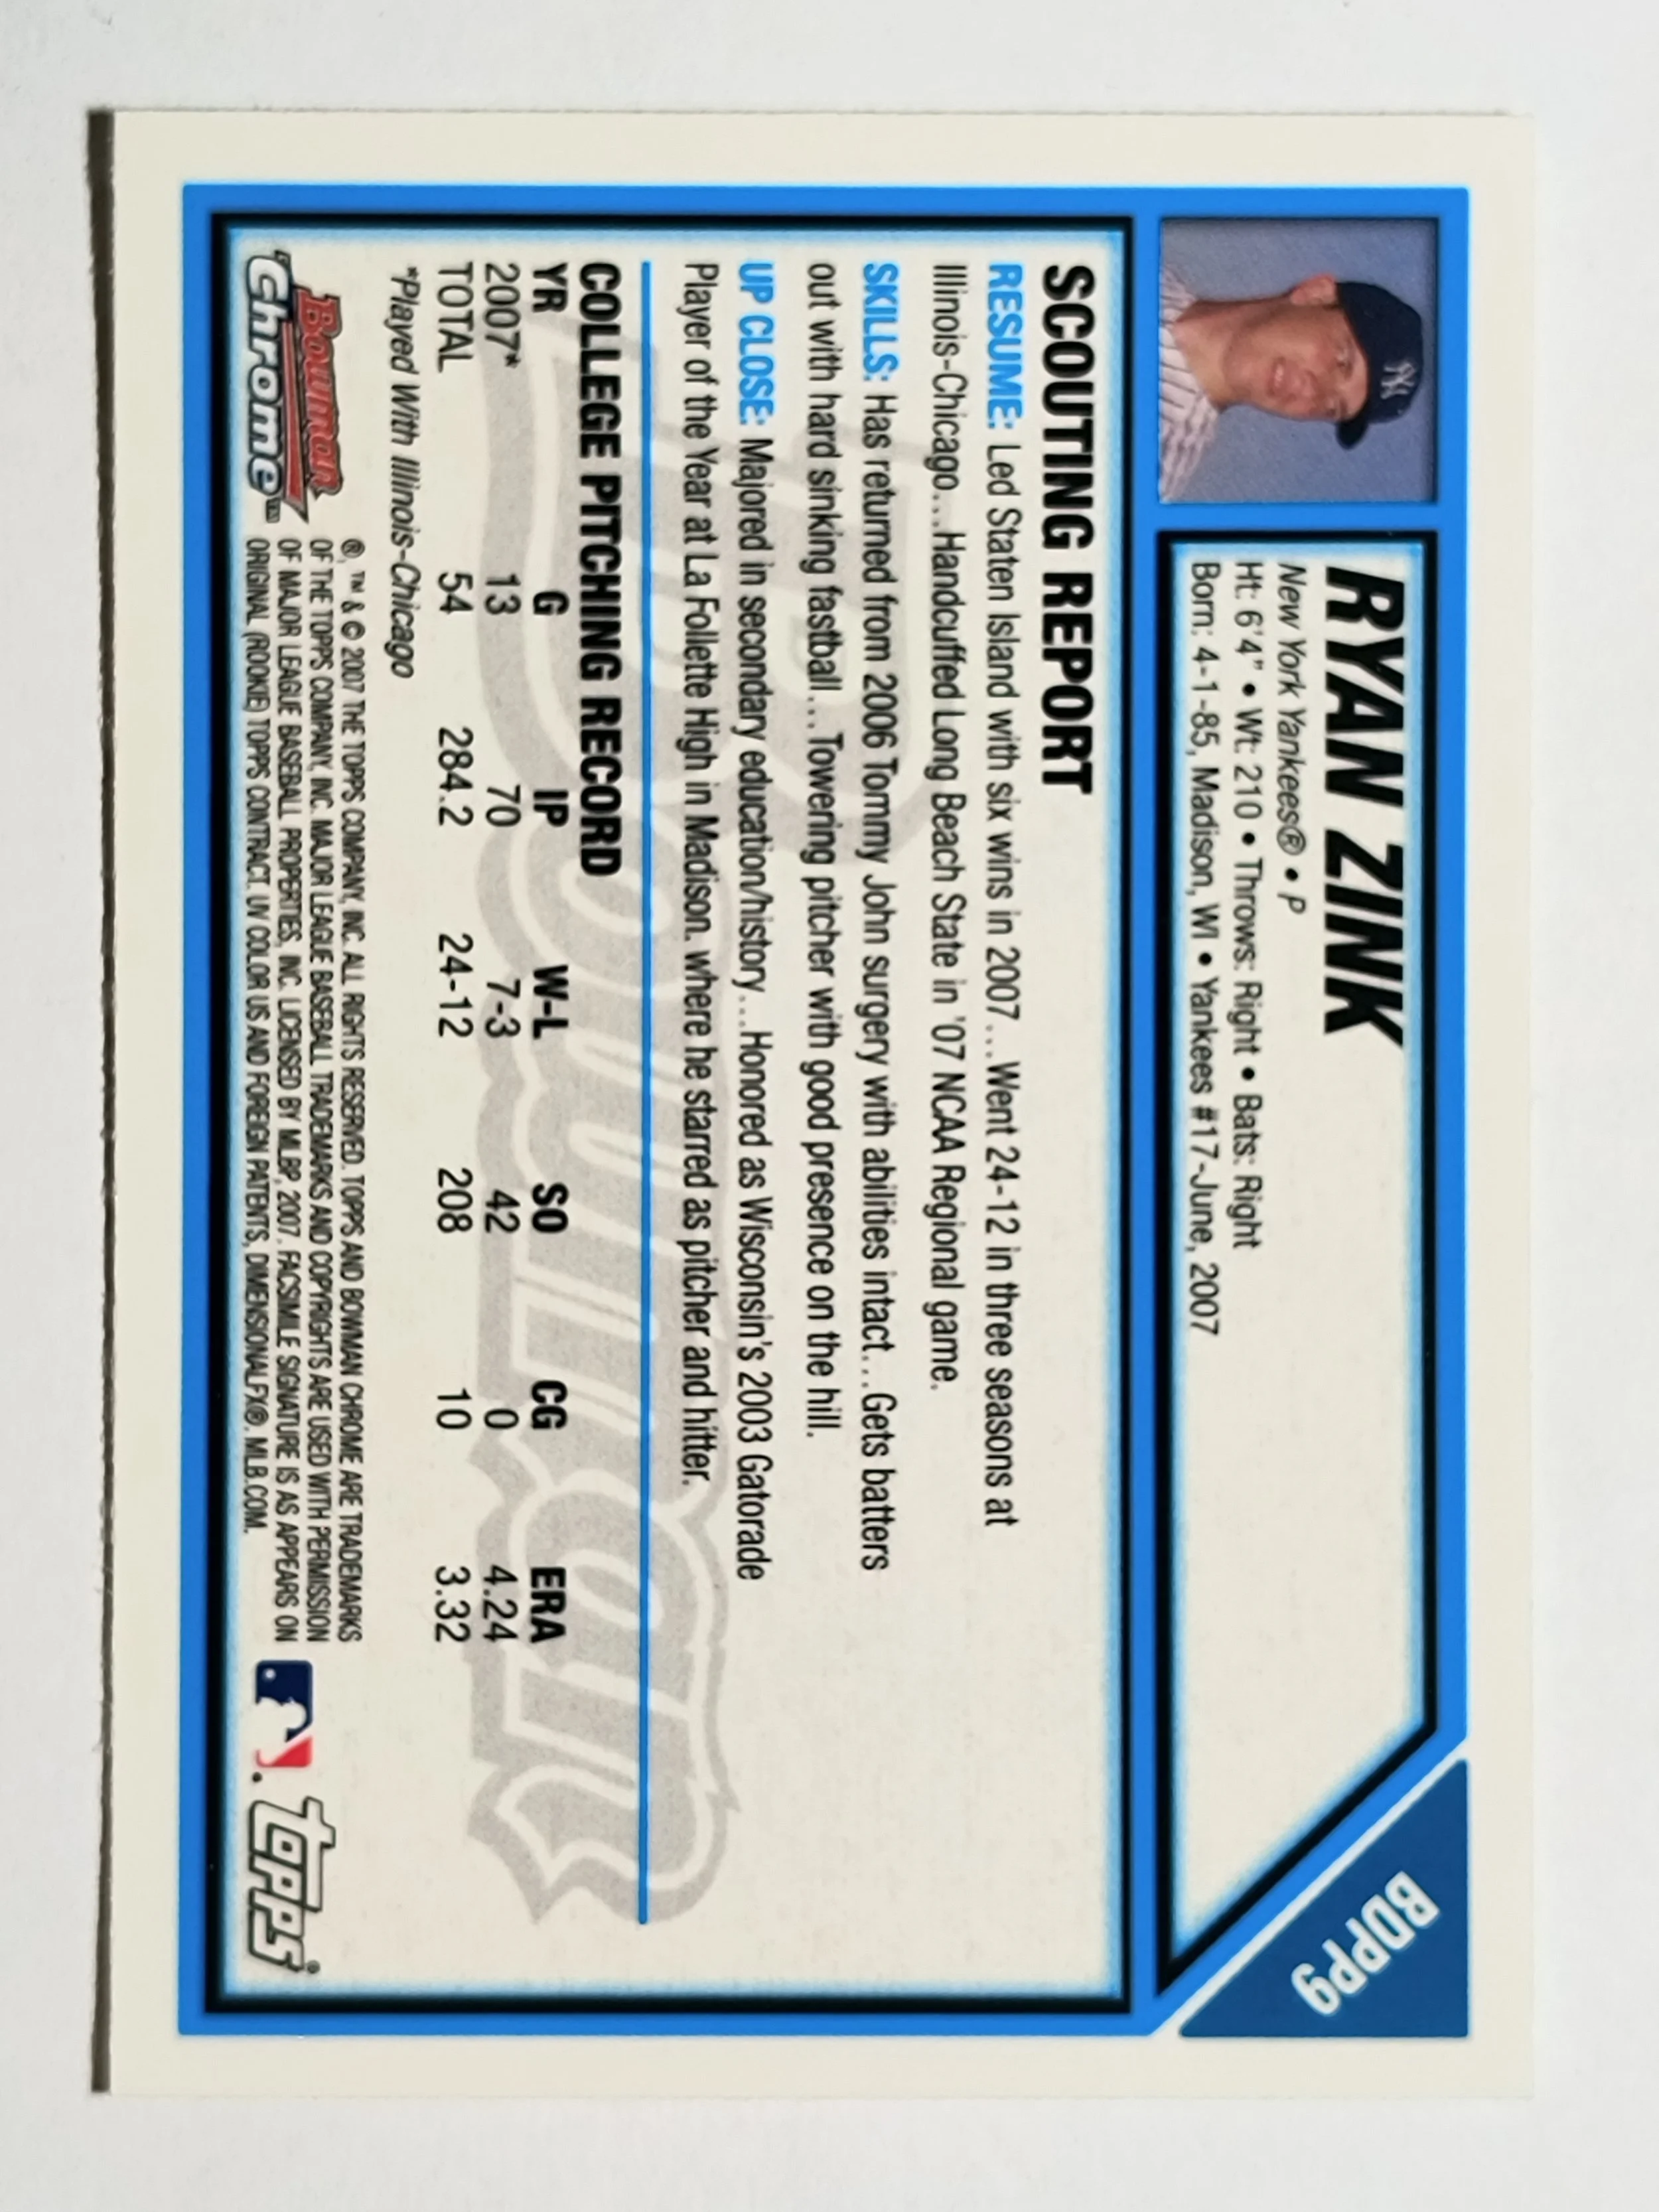 RYAN ZINK
New York Yankees® • P
Ht: 6'4" • Wt: 210 • Throws: Right • Bats: Right
Born: 4-1-85, Madison, WI • Yankees #17-June, 2007
BDPP9
SCOUTING REPORT
RESUME: Led Staten Island with six wins in 2007...Went 24-12 in three seasons at
Illinois-Chicago...Handcuffed Long Beach State in '07 NCAA Regional game.
SKILLS: Has returned from 2006 Tommy John surgery with abilities intact...Gets batters
out with hard sinking fastball...Towering pitcher with good presence on the hill.
UP CLOSE: Majored in secondary education/history...Honored as Wisconsin's 2003 Gatorade
Player of the Year at La Follette High in Madison. where he starred as pitcher and hitter.
COLLEGE PITCHING RECORD
YR G IP W-L SO CG ERA
2007* 13 70 7-3 42 0 4.24
TOTAL 54 284.2 24-12 208 10 3.32
*Played With Illinois-Chicago
Bowman
Chrome™
®, ™ & © 2007 THE TOPPS COMPANY, INC. ALL RIGHTS RESERVED. TOPPS AND BOWMAN CHROME ARE TRADEMARKS
OF THE TOPPS COMPANY, INC. MAJOR LEAGUE BASEBALL TRADEMARKS AND COPYRIGHTS ARE USED WITH PERMISSION
OF MAJOR LEAGUE BASEBALL PROPERTIES, INC. LICENSED BY MLBP, 2007. FACSIMILE SIGNATURE IS AS APPEARS ON
ORIGINAL (ROOKIE) TOPPS CONTRACT. UV COLOR US AND FOREIGN PATENTS, DIMENSIONALFX®. MLB.COM.
topps®